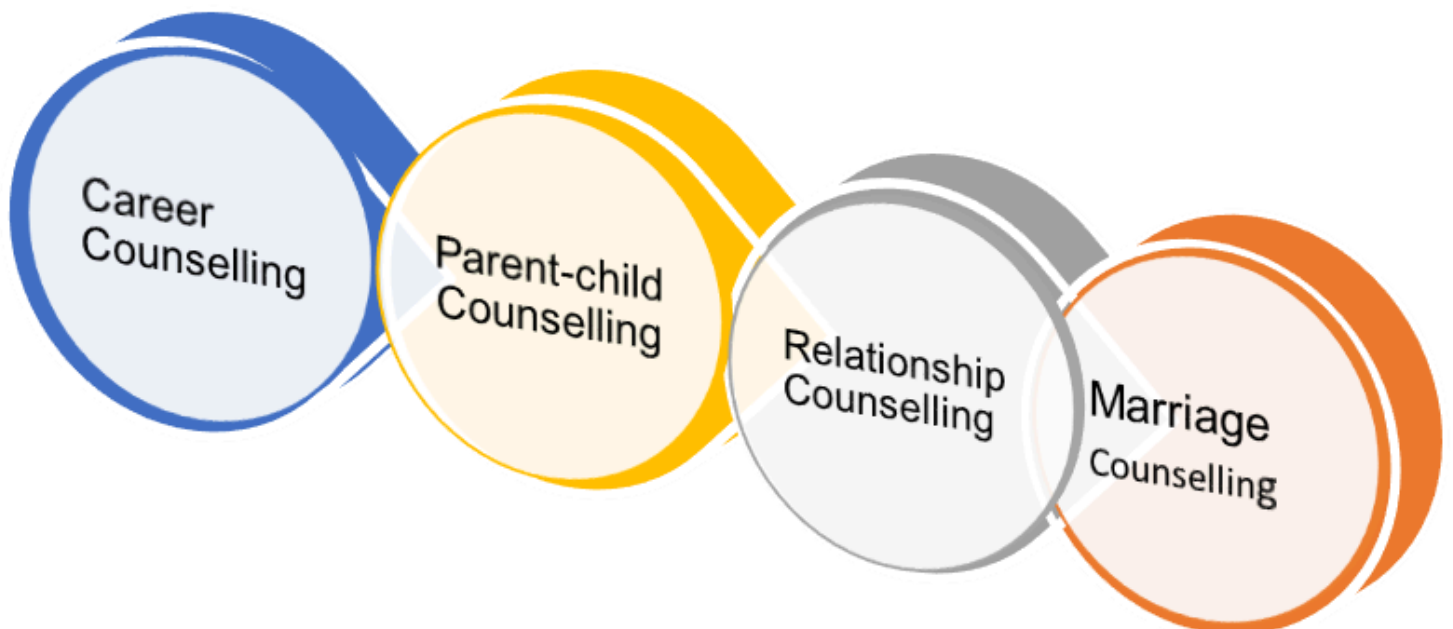 Career
Counselling
Parent-child
Counselling
Relationship
Counselling
Marriage
Counselling